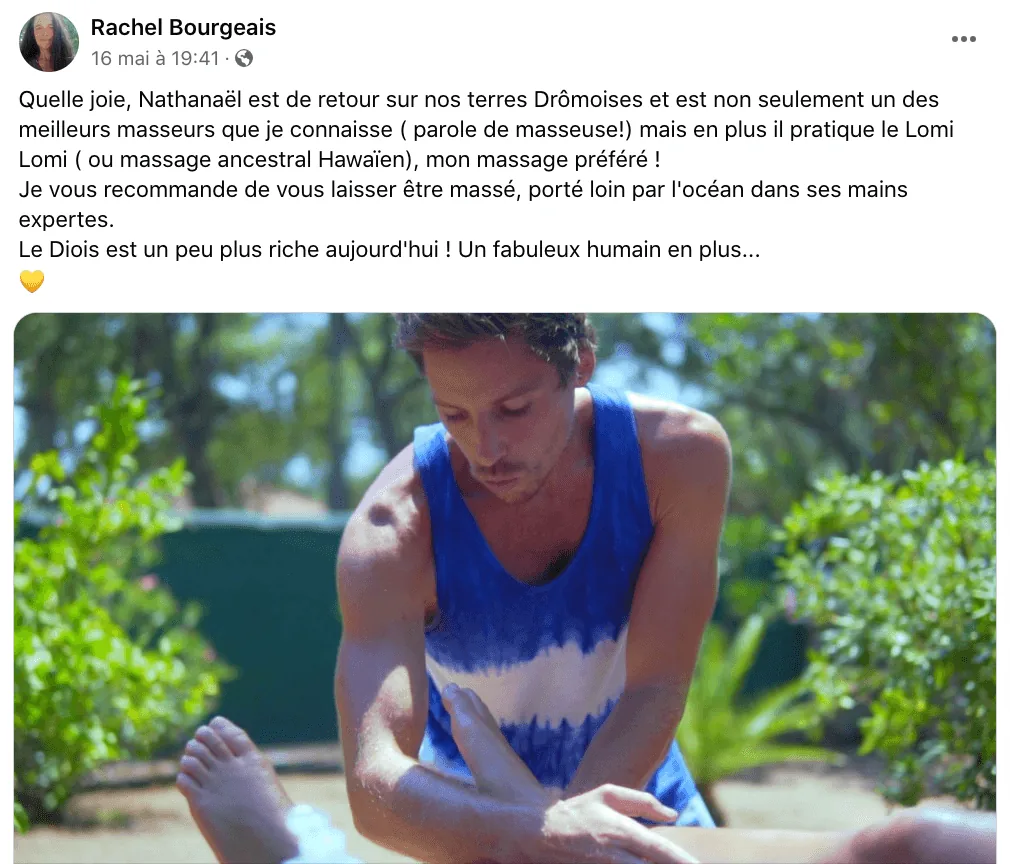 Rachel Bourgeais
16 mai à 19:41 ·
Quelle joie, Nathanaël est de retour sur nos terres Drômoises et est non seulement un des
meilleurs masseurs que je connaisse ( parole de masseuse!) mais en plus il pratique le Lomi
Lomi ( ou massage ancestral Hawaïen), mon massage préféré !
Je vous recommande de vous laisser être massé, porté loin par l'océan dans ses mains
expertes.
Le Diois est un peu plus riche aujourd'hui ! Un fabuleux humain en plus...